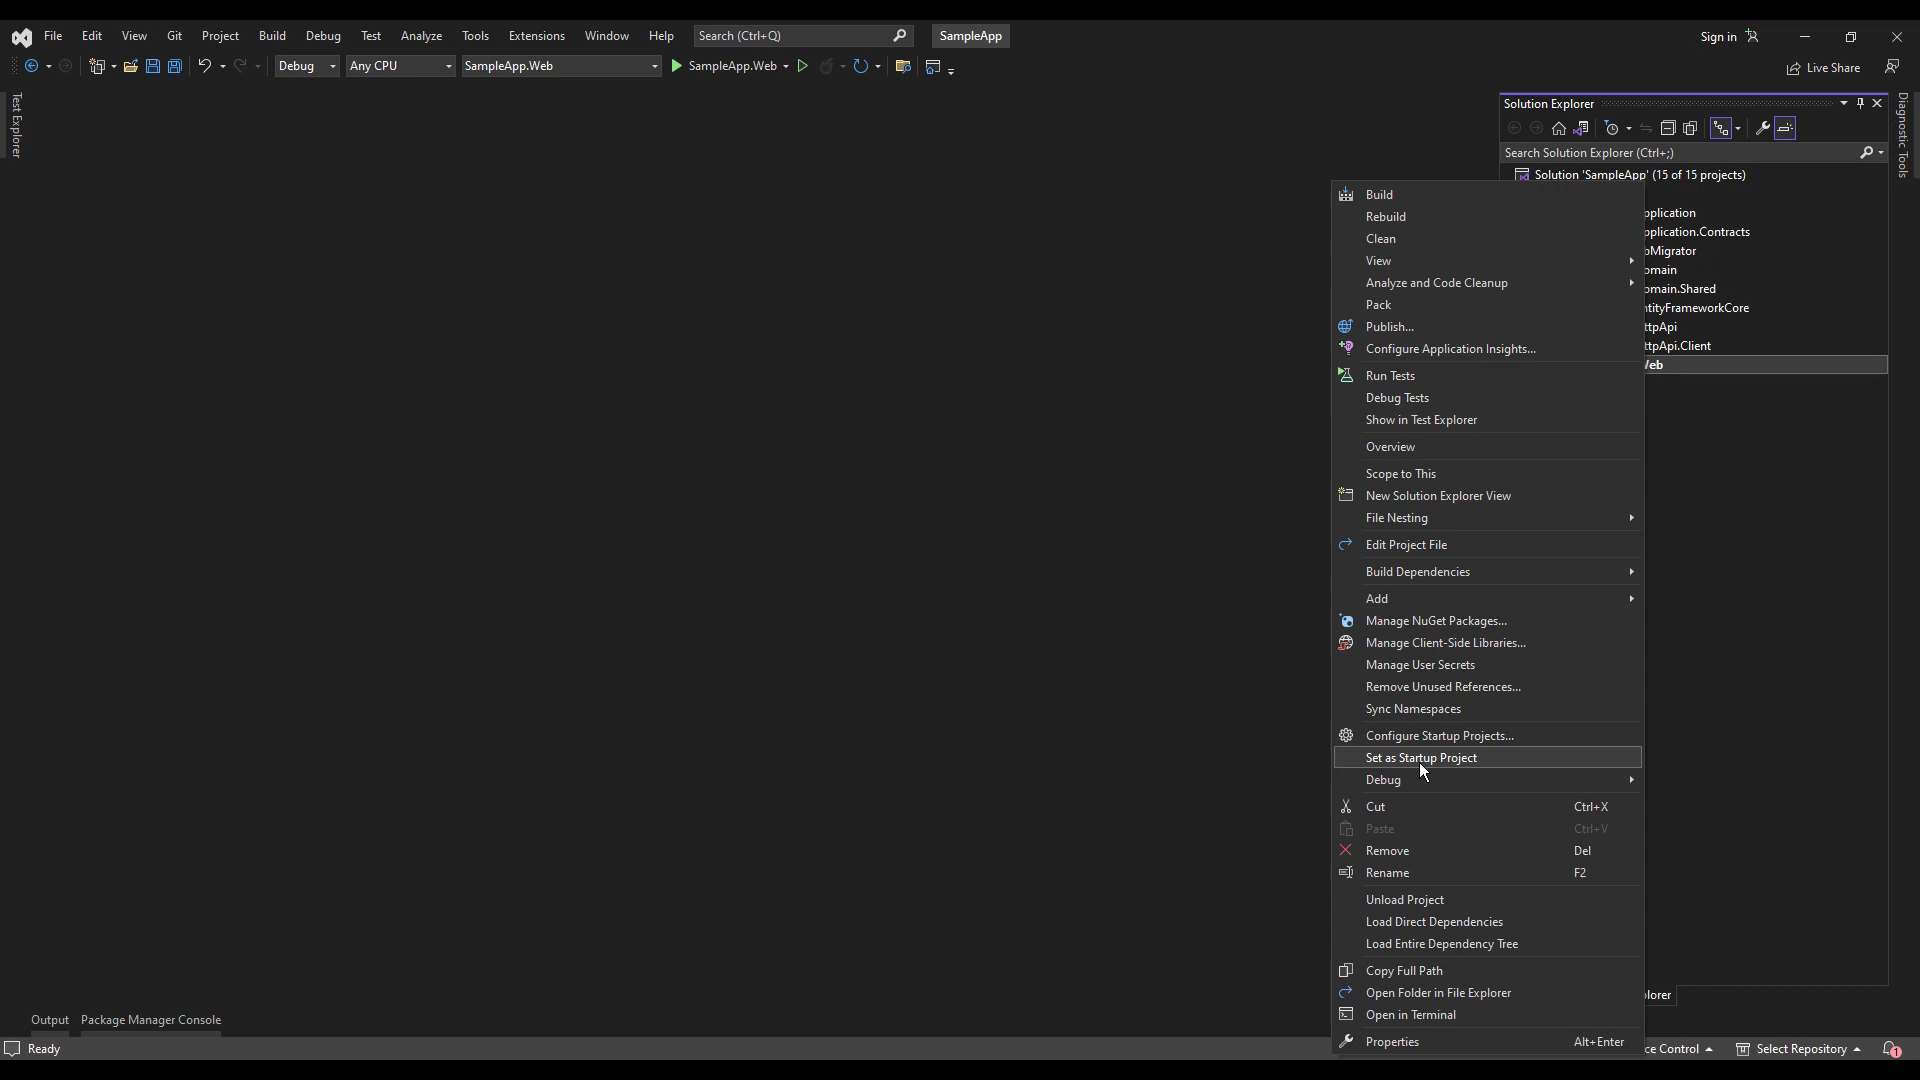 File Edit View Git Project Build Debug Test Analyze Tools Extensions Window Help Search (Ctrl+Q) SampleApp Sign in
Debug Any CPU SampleApp.Web SampleApp.Web Live Share
Test Explorer
Diagnostic Tools
Solution Explorer
Search Solution Explorer (Ctrl+;)
Solution 'SampleApp' (15 of 15 projects)
pplication
pplication.Contracts
bMigrator
omain
omain.Shared
ntityFrameworkCore
ttpApi
ttpApi.Client
Web
Build
Rebuild
Clean
View
Analyze and Code Cleanup
Pack
Publish...
Configure Application Insights...
Run Tests
Debug Tests
Show in Test Explorer
Overview
Scope to This
New Solution Explorer View
File Nesting
Edit Project File
Build Dependencies
Add
Manage NuGet Packages...
Manage Client-Side Libraries...
Manage User Secrets
Remove Unused References...
Sync Namespaces
Configure Startup Projects...
Set as Startup Project
Debug
Cut Ctrl+X
Paste Ctrl+V
Remove Del
Rename F2
Unload Project
Load Direct Dependencies
Load Entire Dependency Tree
Copy Full Path
Open Folder in File Explorer
Open in Terminal
Properties Alt+Enter
plorer
Output Package Manager Console
Ready ce Control Select Repository 1